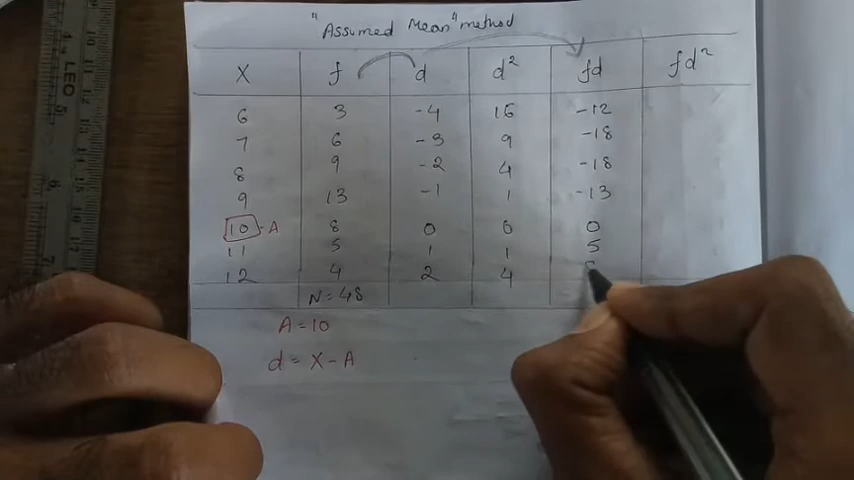 "Assumed Mean" method
X f d d² fd fd²
6 3 -4 16 -12
7 6 -3 9 -18
8 9 -2 4 -18
9 13 -1 1 -13
10 -A 8 0 0 0
11 5 1 1 5
12 4 2 4
N = 48
A = 10
d = X - A
LEO